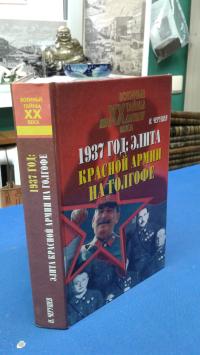 ВОЕННЫЕ
ТАЙНЫ
XX
ВЕКА
1937 ГОД:
ЭЛИТА КРАСНОЙ АРМИИ НА ГОЛГОФЕ
Н. ЧЕРУШЕВ
ВОЕННЫЕ
ТАЙНЫ
XX
ВЕКА
Н. ЧЕРУШЕВ
1937 ГОД: ЭЛИТА
КРАСНОЙ АРМИИ
НА ГОЛГОФЕ